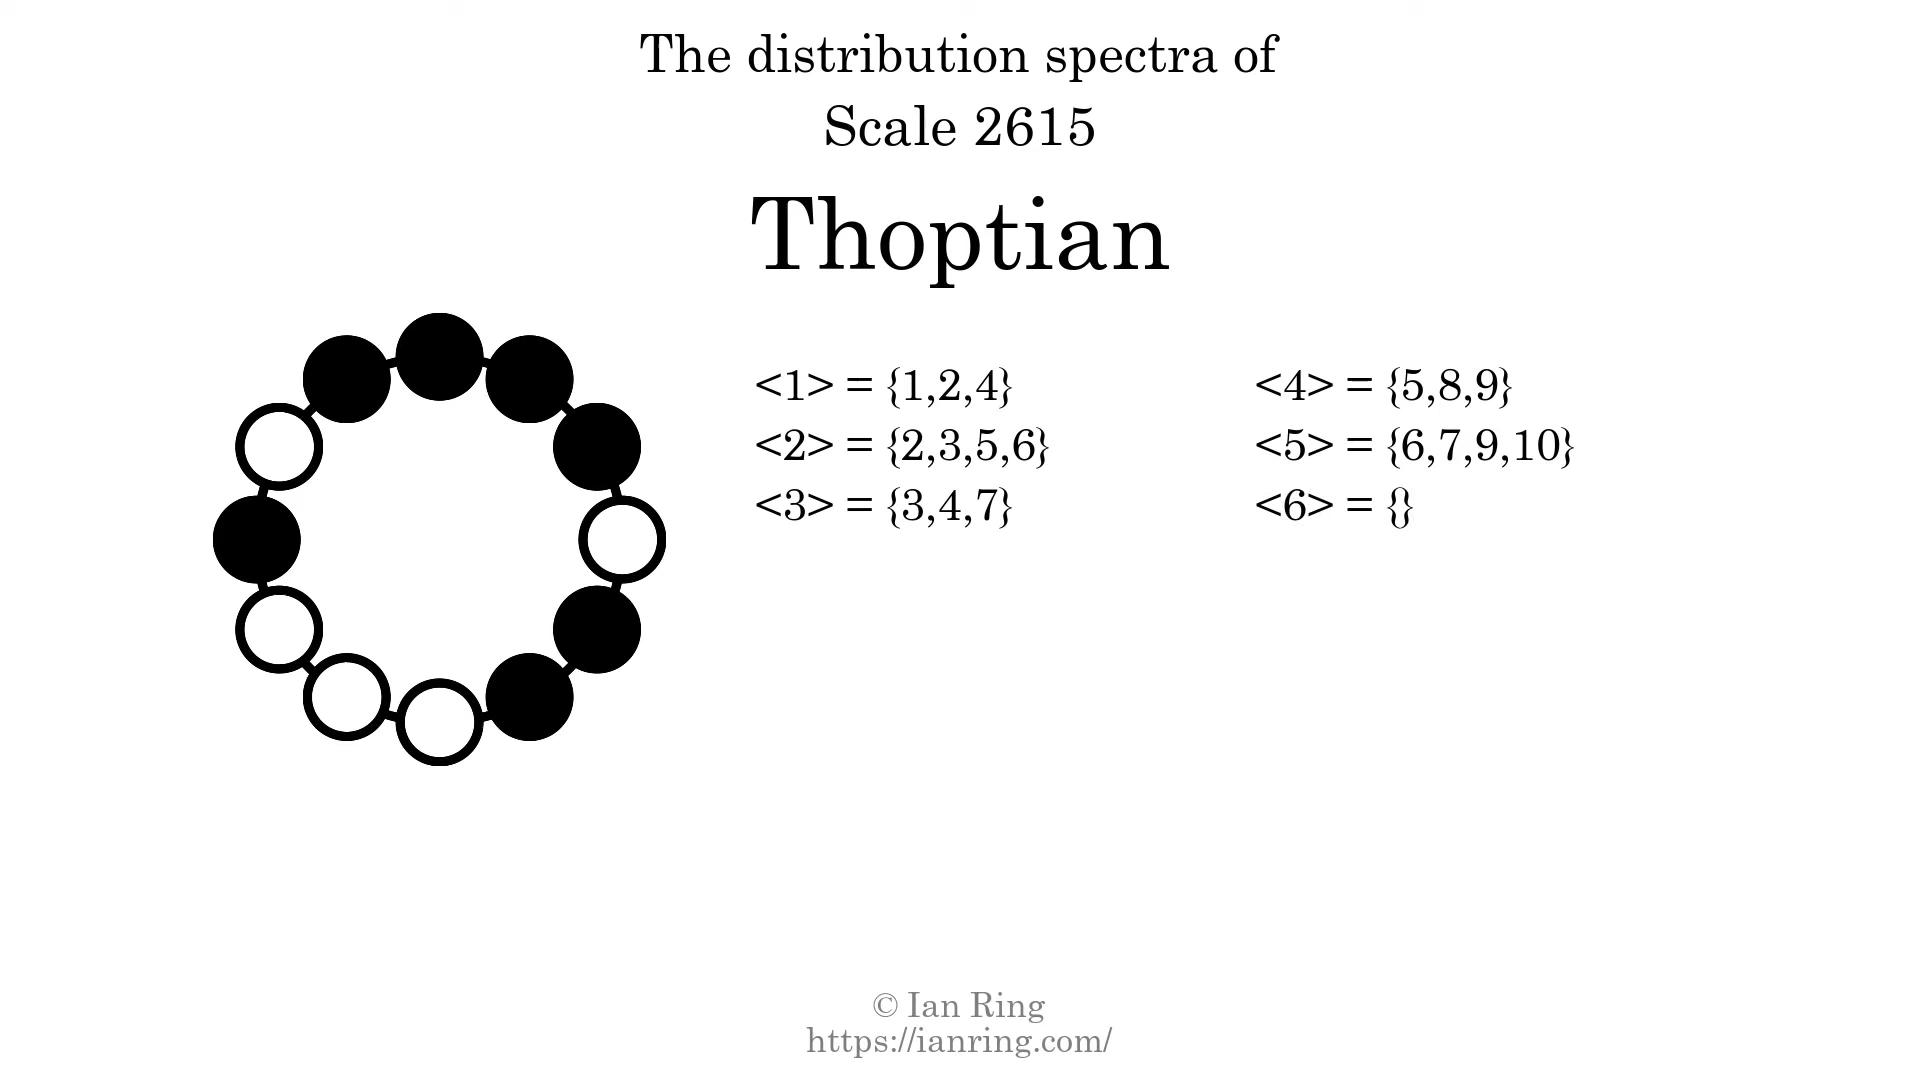 The distribution spectra of
Scale 2615
Thoptian
<1> = {1,2,4}
<2> = {2,3,5,6}
<3> = {3,4,7}
<4> = {5,8,9}
<5> = {6,7,9,10}
<6> = {}
© Ian Ring
https://ianring.com/